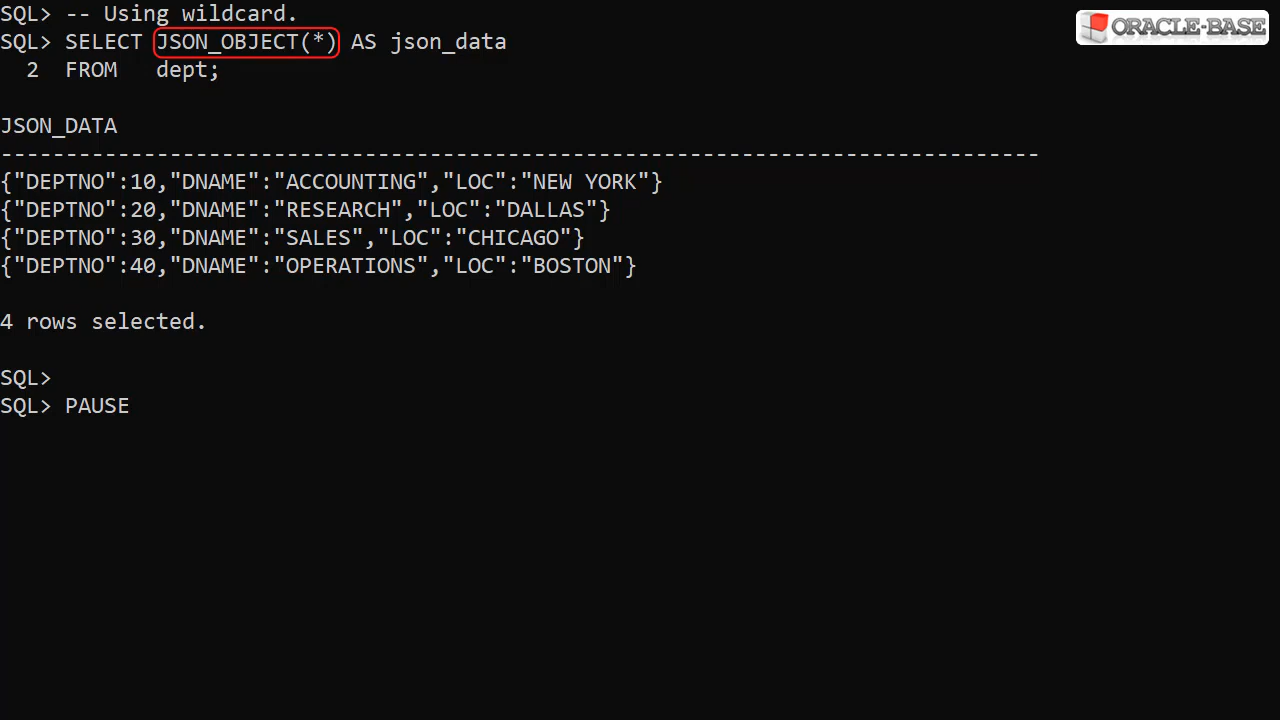 SQL> -- Using wildcard.
ORACLE-BASE
SQL> SELECT JSON_OBJECT(*) AS json_data
  2  FROM   dept;
JSON_DATA
--------------------------------------------------------------------------------
{"DEPTNO":10,"DNAME":"ACCOUNTING","LOC":"NEW YORK"}
{"DEPTNO":20,"DNAME":"RESEARCH","LOC":"DALLAS"}
{"DEPTNO":30,"DNAME":"SALES","LOC":"CHICAGO"}
{"DEPTNO":40,"DNAME":"OPERATIONS","LOC":"BOSTON"}
4 rows selected.
SQL>
SQL> PAUSE